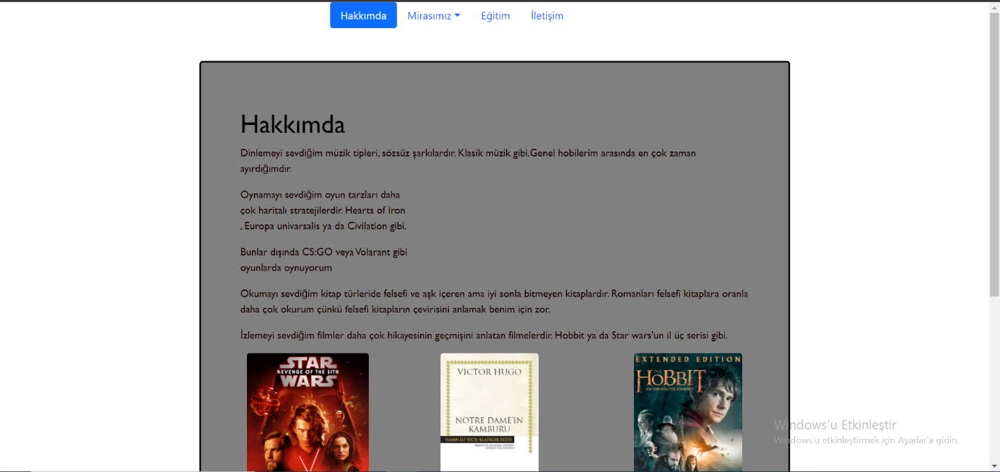 Hakkımda Mirasımız Eğitim İletişim
Hakkımda
Dinlemeyi sevdiğim müzik tipleri, sözsüz şarkılardır. Klasik müzik gibi.Genel hobilerim arasında en çok zaman
ayırdığımdır.
Oynamayı sevdiğim oyun tarzları daha
çok haritalı stratejilerdir. Hearts of Iron
, Europa univarsalis ya da Civilation gibi.
Bunlar dışında CS:GO veya Volarant gibi
oyunlarda oynuyorum
Okumayı sevdiğim kitap türleride felsefi ve aşk içeren ama iyi sonla bitmeyen kitaplardır. Romanları felsefi kitaplara oranla
daha çok okurum çünkü felsefi kitapların çevirisini anlamak benim için zor.
İzlemeyi sevdiğim filmler daha çok hikayesinin geçmişini anlatan filmelerdir. Hobbit ya da Star wars'un il üç serisi gibi.
STAR
REVENGE OF THE SITH
WARS
VICTOR HUGO
NOTRE DAME'IN
KAMBURU
HASAN ÂLİ YÜCEL KLASİKLER DİZİSİ
EXTENDED EDITION
THE
HOBBIT
AN UNEXPECTED JOURNEY
Windows'u Etkinleştir
Windows'u etkinleştirmek için Ayarlar'a gidin.